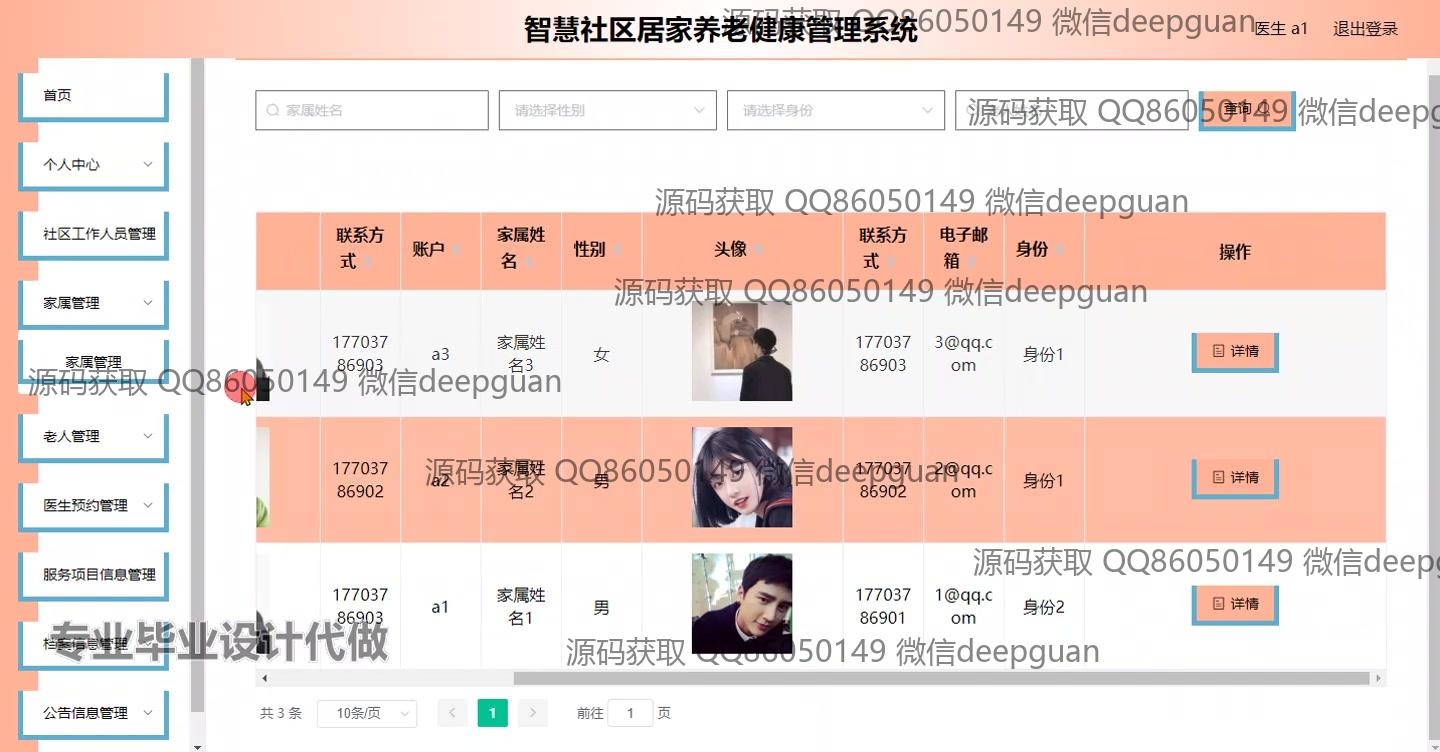 智慧社区居家养老健康管理系统
源码获取 QQ86050149 微信deepguan
医生 a1 退出登录
首页
个人中心
社区工作人员管理
家属管理
家属管理
老人管理
医生预约管理
服务项目信息管理
档案信息管理
公告信息管理
家属姓名 请选择性别 请选择身份 查询
源码获取 QQ86050149 微信deepg
源码获取 QQ86050149 微信deepguan
联系方式 账户 家属姓名 性别 头像 联系方式 电子邮箱 身份 操作
源码获取 QQ86050149 微信deepguan
17703786903 a3 家属姓名3 女 17703786903 3@qq.com 身份1 详情
源码获取 QQ86050149 微信deepguan
17703786902 a2 家属姓名2 男 17703786902 2@qq.com 身份1 详情
源码获取 QQ86050149 微信deepguan
源码获取 QQ86050149 微信deepg
17703786903 a1 家属姓名1 男 17703786901 1@qq.com 身份2 详情
专业毕业设计代做
源码获取 QQ86050149 微信deepguan
共 3 条 10条/页 1 前往 1 页